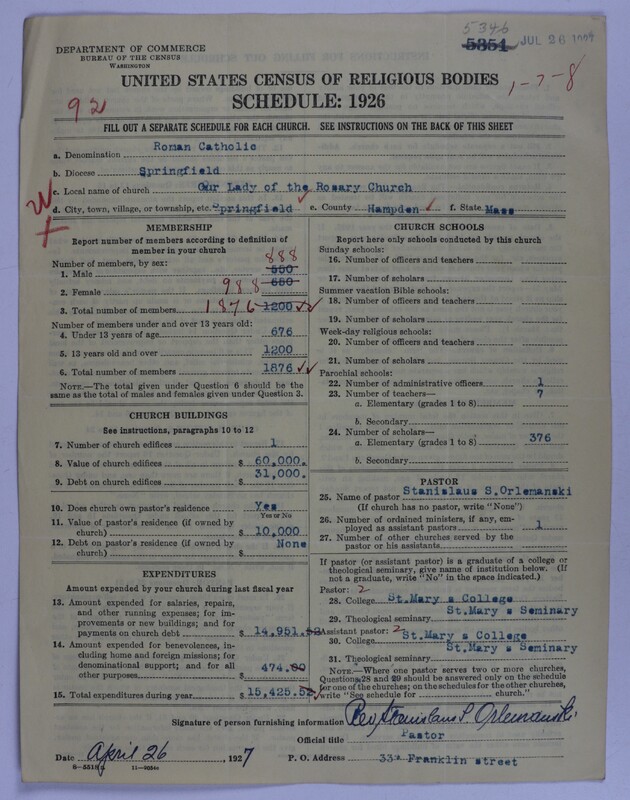 5346
5351 JUL 26 19
DEPARTMENT OF COMMERCE
BUREAU OF THE CENSUS
WASHINGTON
UNITED STATES CENSUS OF RELIGIOUS BODIES
1-7-8
92
SCHEDULE: 1926
FILL OUT A SEPARATE SCHEDULE FOR EACH CHURCH. SEE INSTRUCTIONS ON THE BACK OF THIS SHEET
a. Denomination Roman Catholic
b. Diocese Springfield
c. Local name of church Our Lady of the Rosary Church
d. City, town, village, or township, etc. Springfield e. County Hampden f. State Mass
MEMBERSHIP
Report number of members according to definition of
member in your church
Number of members, by sex: 888
1. Male 550
2. Female 988 650
3. Total number of members 1876 1200
Number of members under and over 13 years old:
4. Under 13 years of age 676
5. 13 years old and over 1200
6. Total number of members 1876
NOTE.—The total given under Question 6 should be
same as the total of males and females given under Question 3.
CHURCH BUILDINGS
See instructions, paragraphs 10 to 12
7. Number of church edifices 1
8. Value of church edifices $ 60,000.
9. Debt on church edifices $ 31,000.
10. Does church own pastor's residence Yes
Yes or No
11. Value of pastor's residence (if owned by
church) $ 10,000
12. Debt on pastor's residence (if owned by None
church) $
EXPENDITURES
Amount expended by your church during last fiscal year
13. Amount expended for salaries, repairs,
and other running expenses; for im-
provements or new buildings; and for
payments on church debt $ 14,951.52
14. Amount expended for benevolences, in-
cluding home and foreign missions; for
denominational support; and for all
other purposes $ 474.00
15. Total expenditures during year $ 15,425.52
CHURCH SCHOOLS
Report here only schools conducted by this church
Sunday schools:
16. Number of officers and teachers
17. Number of scholars
Summer vacation Bible schools:
18. Number of officers and teachers
19. Number of scholars
Week-day religious schools:
20. Number of officers and teachers
21. Number of scholars
Parochial schools:
22. Number of administrative officers 1
23. Number of teachers— 7
a. Elementary (grades 1 to 8)
b. Secondary
24. Number of scholars—
a. Elementary (grades 1 to 8) 376
b. Secondary
PASTOR
25. Name of pastor Stanislaus S.Orlemanski
(If church has no pastor, write "None")
26. Number of ordained ministers, if any, em-
ployed as assistant pastors 1
27. Number of other churches served by the
pastor or his assistants
If pastor (or assistant pastor) is a graduate of a college or
theological seminary, give name of institution below. (If
not a graduate, write "No" in the space indicated.)
Pastor: 2
28. College St.Mary s College
29. Theological seminary St.Mary s Seminary
Assistant pastor: 2
30. College St.Mary s College
31. Theological seminary St.Mary s Seminary
NOTE.—Where one pastor serves two or more churches,
Questions 28 and 29 should be answered only on the schedule
for one of the churches; on the schedules for the other churches,
write "See schedule for church."
Signature of person furnishing information Rev. Stanislaus S. Orlemanski
Official title Pastor
Date April 26, 1927 P. O. Address Franklin street